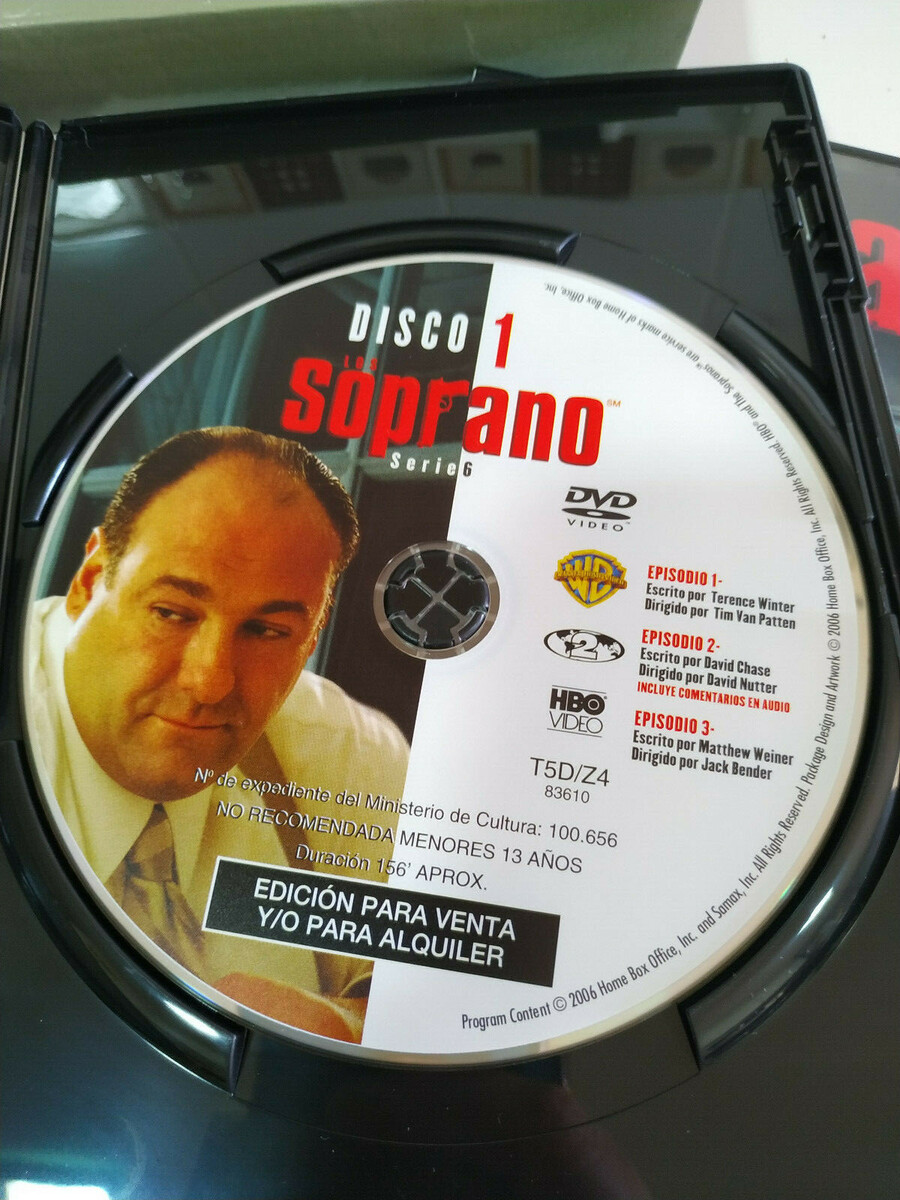 DISCO 1
LOS
Soprano SM
Serie 6
DVD
VIDEO
WB
2
HBO
VIDEO
T5D/Z4
83610
EPISODIO 1-
Escrito por Terence Winter
Dirigido por Tim Van Patten
EPISODIO 2-
Escrito por David Chase
Dirigido por David Nutter
INCLUYE COMENTARIOS EN AUDIO
EPISODIO 3-
Escrito por Matthew Weiner
Dirigido por Jack Bender
Nº de expediente del Ministerio de Cultura: 100.656
NO RECOMENDADA MENORES 13 AÑOS
Duración 156' APROX.
EDICIÓN PARA VENTA
Y/O PARA ALQUILER
Program Content © 2006 Home Box Office, Inc. and Samax, Inc. All Rights Reserved. Package Design and Artwork © 2006 Home Box Office, Inc. All Rights Reserved. HBO® and The Sopranos® are service marks of Home Box Office, Inc.
a